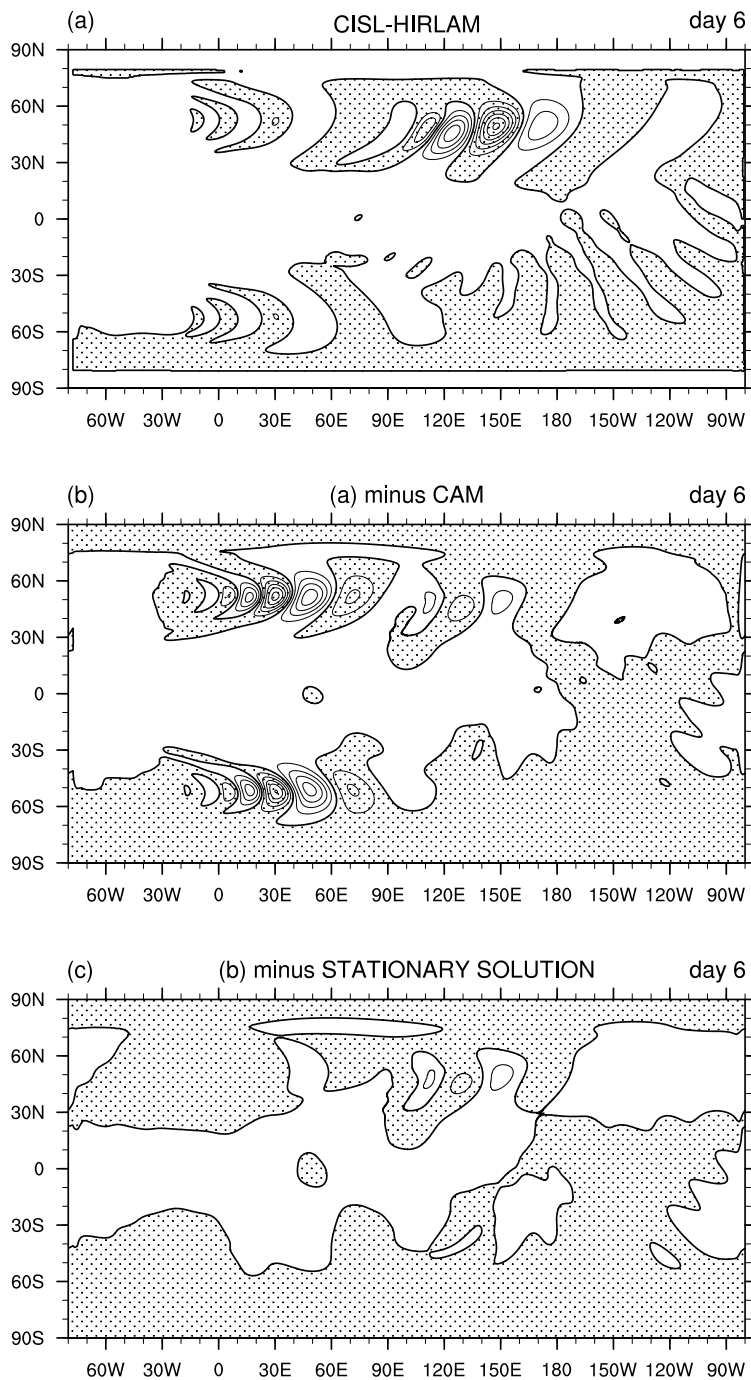 (a) CISL-HIRLAM day 6
90N
60N
30N
0
30S
60S
90S
60W 30W 0 30E 60E 90E 120E 150E 180 150W 120W 90W
(b) (a) minus CAM day 6
90N
60N
30N
0
30S
60S
90S
60W 30W 0 30E 60E 90E 120E 150E 180 150W 120W 90W
(c) (b) minus STATIONARY SOLUTION day 6
90N
60N
30N
0
30S
60S
90S
60W 30W 0 30E 60E 90E 120E 150E 180 150W 120W 90W